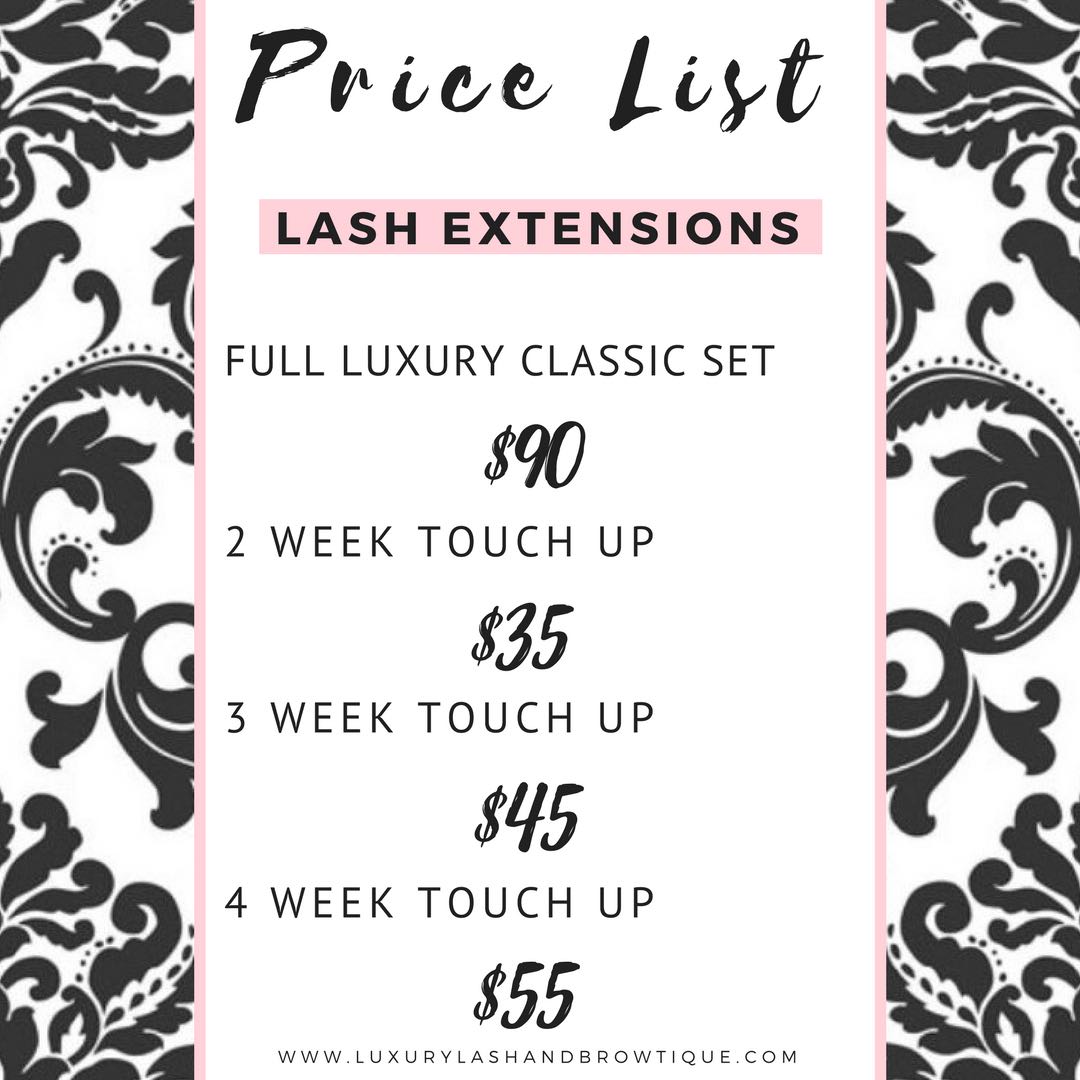 Price List
LASH EXTENSIONS
FULL LUXURY CLASSIC SET
$90
2 WEEK TOUCH UP
$35
3 WEEK TOUCH UP
$45
4 WEEK TOUCH UP
$55
WWW.LUXURYLASHANDBROWTIQUE.COM